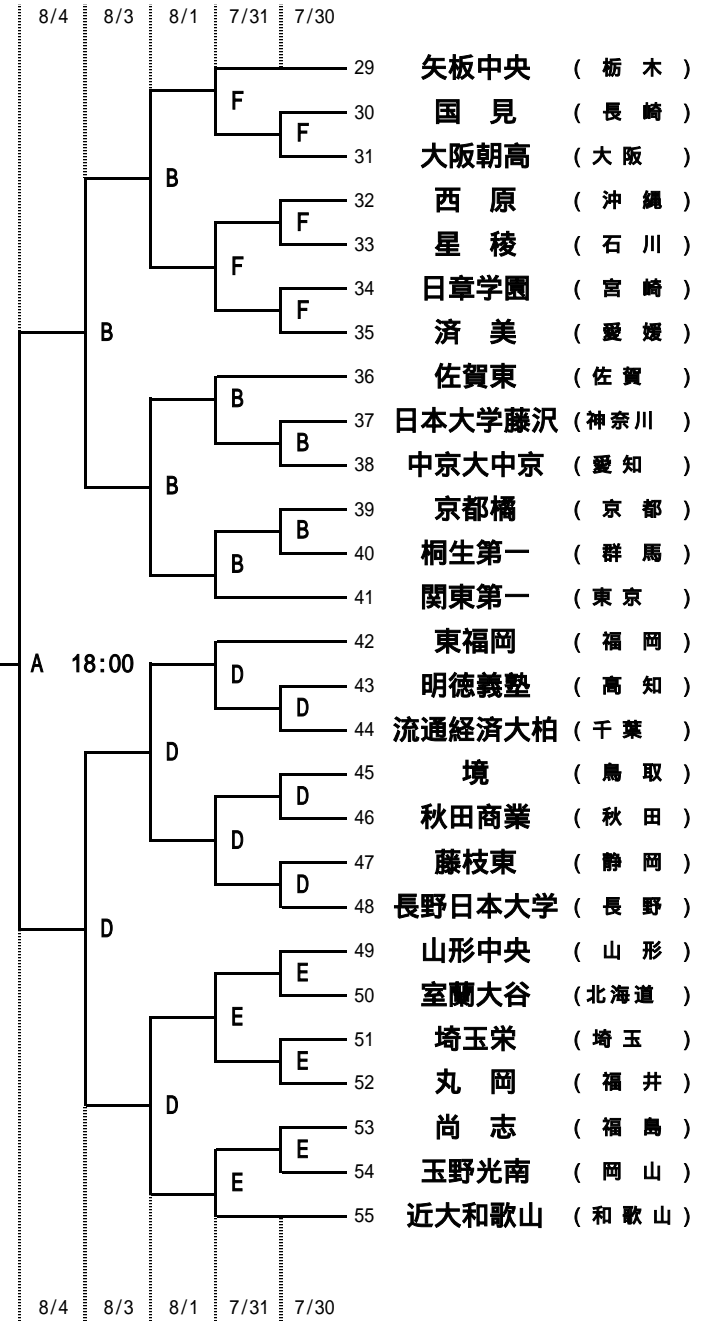 8/4 8/3 8/1 7/31 7/30
29 矢板中央 ( 栃 木 )
F
30 国 見 ( 長 崎 )
F
31 大阪朝高 ( 大 阪 )
B
32 西 原 ( 沖 縄 )
F
33 星 稜 ( 石 川 )
F
34 日章学園 ( 宮 崎 )
F
35 済 美 ( 愛 媛 )
B
36 佐賀東 ( 佐 賀 )
B
37 日本大学藤沢 ( 神奈川 )
B
38 中京大中京 ( 愛 知 )
B
39 京都橘 ( 京 都 )
B
40 桐生第一 ( 群 馬 )
B
41 関東第一 ( 東 京 )
42 東福岡 ( 福 岡 )
A 18:00
D
43 明徳義塾 ( 高 知 )
D
44 流通経済大柏 ( 千 葉 )
D
45 境 ( 鳥 取 )
D
46 秋田商業 ( 秋 田 )
D
47 藤枝東 ( 静 岡 )
D
48 長野日本大学 ( 長 野 )
D
49 山形中央 ( 山 形 )
E
50 室蘭大谷 ( 北海道 )
E
51 埼玉栄 ( 埼 玉 )
E
52 丸 岡 ( 福 井 )
D
53 尚 志 ( 福 島 )
E
54 玉野光南 ( 岡 山 )
E
55 近大和歌山 ( 和 歌 山 )
8/4 8/3 8/1 7/31 7/30